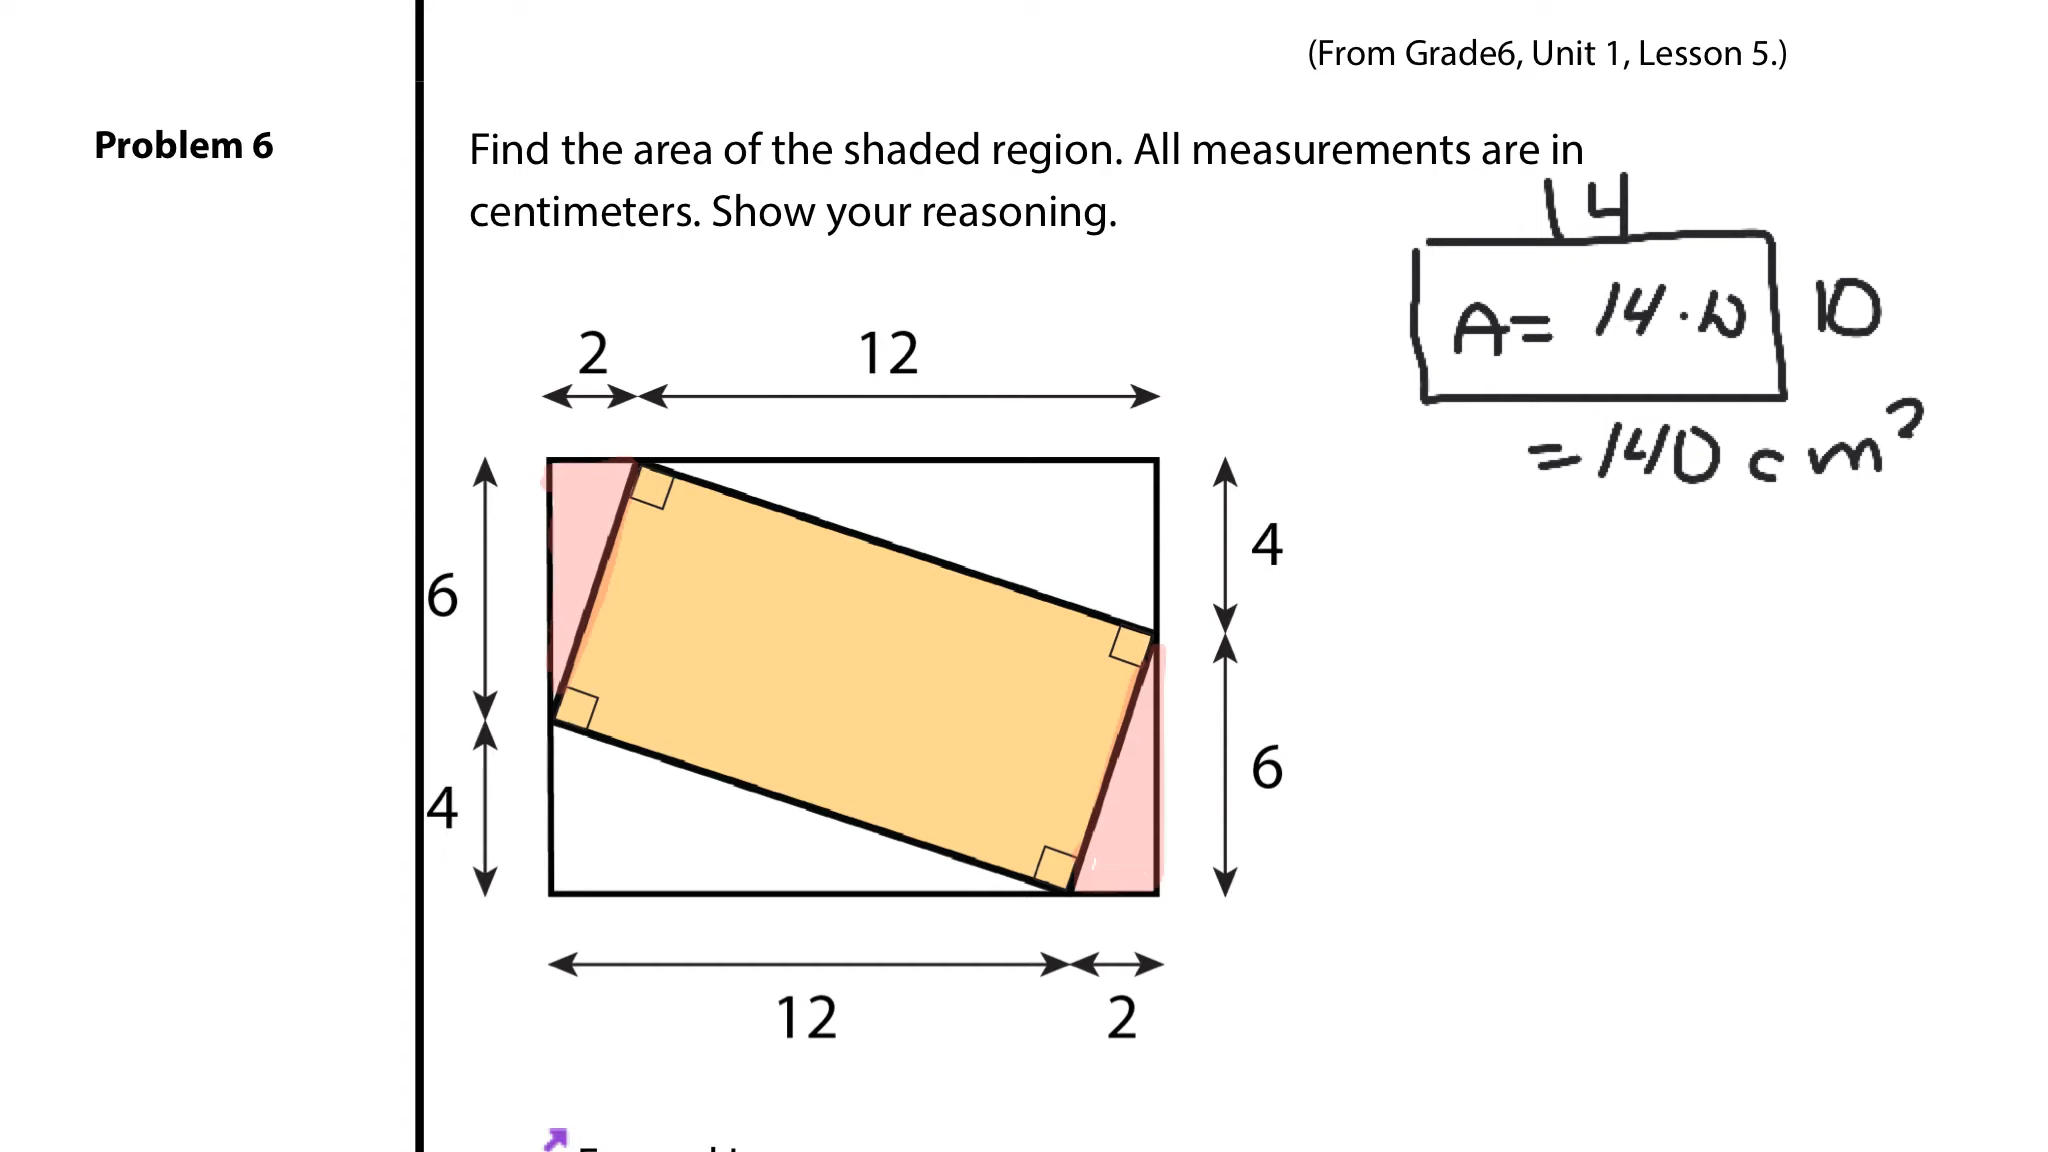 (From Grade6, Unit 1, Lesson 5.)
Problem 6
Find the area of the shaded region. All measurements are in
centimeters. Show your reasoning.
14
A= 14·10
10
=140 cm²
2
12
6
4
4
6
12
2